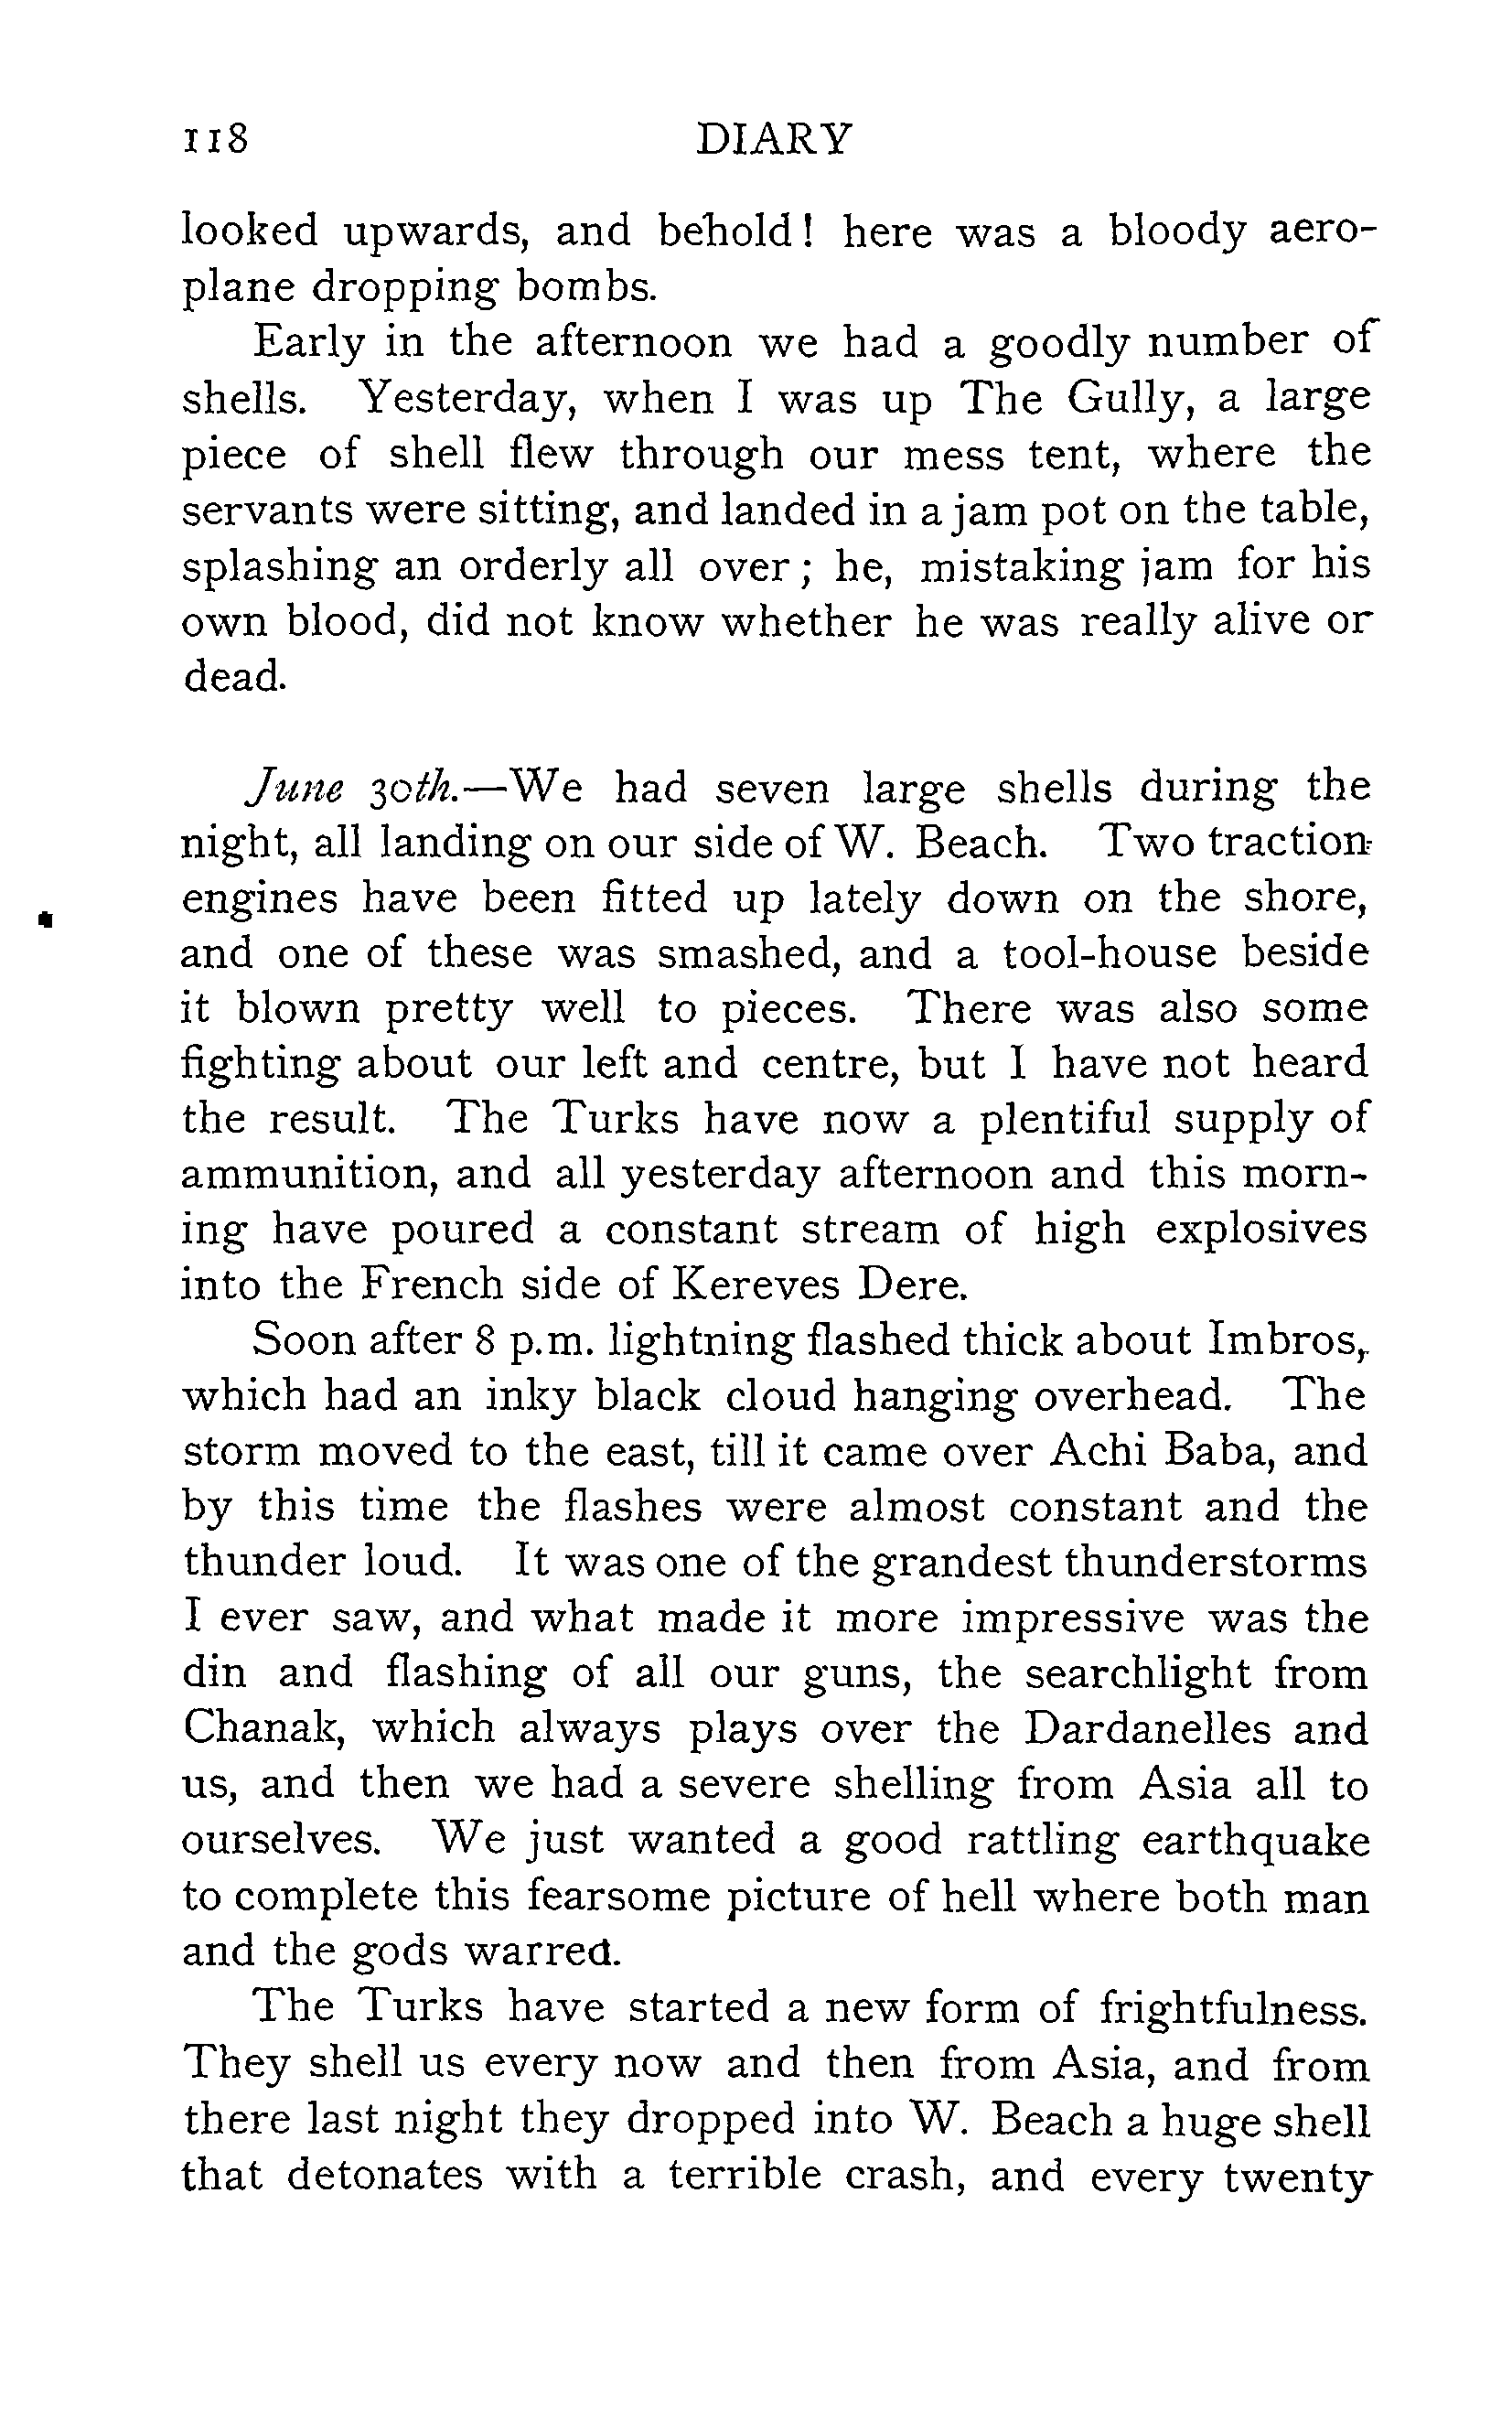 118 DIARY
looked upwards, and behold! here was a bloody aero-
plane dropping bombs.
Early in the afternoon we had a goodly number of
shells. Yesterday, when I was up The Gully, a large
piece of shell flew through our mess tent, where the
servants were sitting, and landed in a jam pot on the table,
splashing an orderly all over; he, mistaking jam for his
own blood, did not know whether he was really alive or
dead.
June 30th.—We had seven large shells during the
night, all landing on our side of W. Beach. Two traction-
engines have been fitted up lately down on the shore,
and one of these was smashed, and a tool-house beside
it blown pretty well to pieces. There was also some
fighting about our left and centre, but I have not heard
the result. The Turks have now a plentiful supply of
ammunition, and all yesterday afternoon and this morn-
ing have poured a constant stream of high explosives
into the French side of Kereves Dere.
Soon after 8 p.m. lightning flashed thick about Imbros,
which had an inky black cloud hanging overhead. The
storm moved to the east, till it came over Achi Baba, and
by this time the flashes were almost constant and the
thunder loud. It was one of the grandest thunderstorms
I ever saw, and what made it more impressive was the
din and flashing of all our guns, the searchlight from
Chanak, which always plays over the Dardanelles and
us, and then we had a severe shelling from Asia all to
ourselves. We just wanted a good rattling earthquake
to complete this fearsome picture of hell where both man
and the gods warred.
The Turks have started a new form of frightfulness.
They shell us every now and then from Asia, and from
there last night they dropped into W. Beach a huge shell
that detonates with a terrible crash, and every twenty